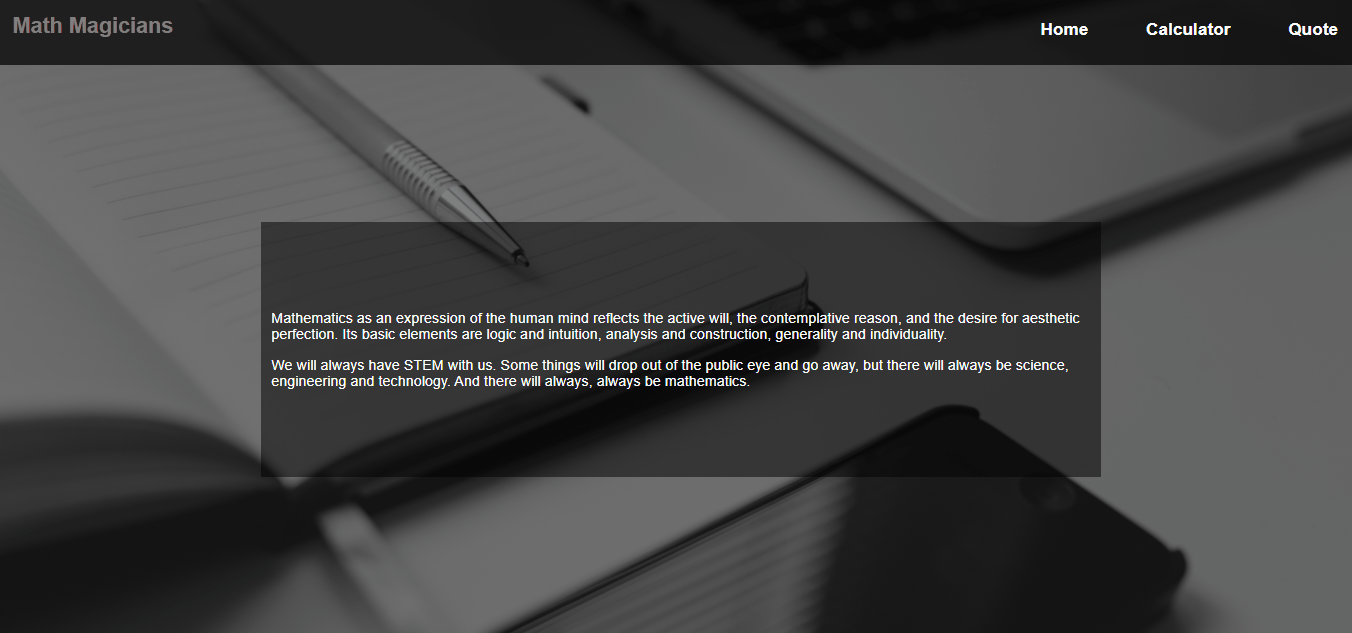 Math Magicians
Home Calculator Quote
Mathematics as an expression of the human mind reflects the active will, the contemplative reason, and the desire for aesthetic
perfection. Its basic elements are logic and intuition, analysis and construction, generality and individuality.
We will always have STEM with us. Some things will drop out of the public eye and go away, but there will always be science,
engineering and technology. And there will always, always be mathematics.